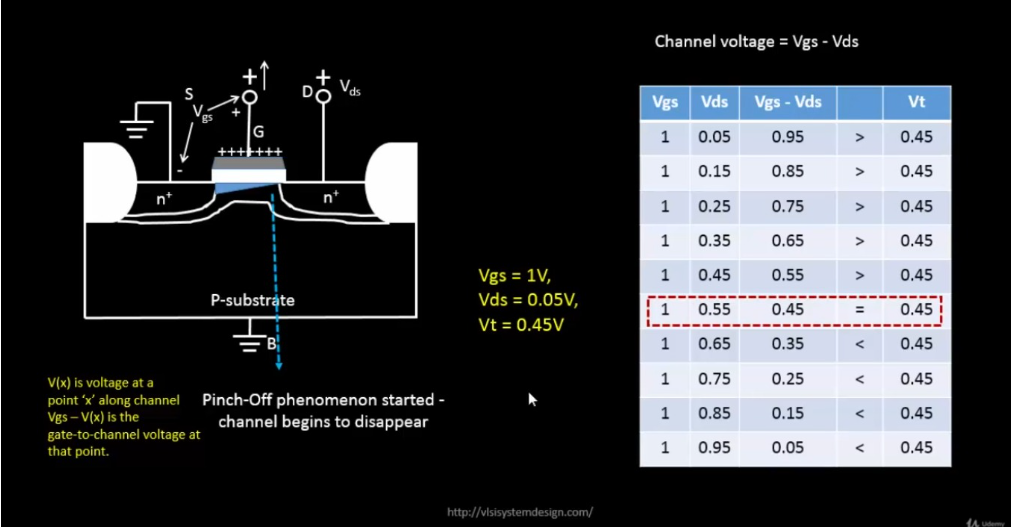 Channel voltage = Vgs - Vds
S
Vgs
+
+
G
+
D
Vds
+++++++
-
n+
n+
P-substrate
B
Vgs = 1V,
Vds = 0.05V,
Vt = 0.45V
V(x) is voltage at a
point ‘x’ along channel
Vgs – V(x) is the
gate-to-channel voltage at
that point.
Pinch-Off phenomenon started -
channel begins to disappear
Vgs Vds Vgs - Vds Vt
1 0.05 0.95 > 0.45
1 0.15 0.85 > 0.45
1 0.25 0.75 > 0.45
1 0.35 0.65 > 0.45
1 0.45 0.55 > 0.45
1 0.55 0.45 = 0.45
1 0.65 0.35 < 0.45
1 0.75 0.25 < 0.45
1 0.85 0.15 < 0.45
1 0.95 0.05 < 0.45
http://vlsisystemdesign.com/
Udemy